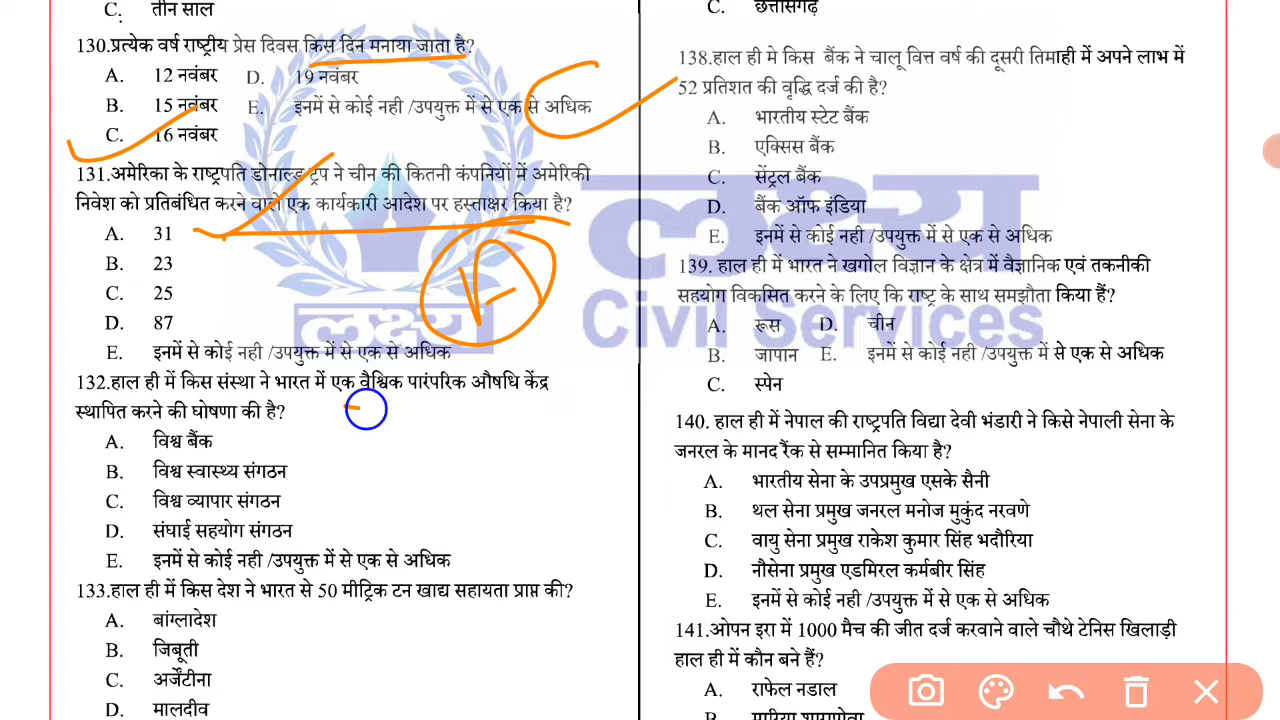 C. तीन साल
130.प्रत्येक वर्ष राष्ट्रीय प्रेस दिवस किस दिन मनाया जाता है?
A. 12 नवंबर D. 19 नवंबर
B. 15 नवंबर E. इनमें से कोई नही /उपयुक्त में से एक से अधिक
C. 16 नवंबर
131.अमेरिका के राष्ट्रपति डोनाल्ड ट्रंप ने चीन की कितनी कंपनियों में अमेरिकी
निवेश को प्रतिबंधित करने वाले एक कार्यकारी आदेश पर हस्ताक्षर किया है?
A. 31
B. 23
C. 25
D. 87
E. इनमें से कोई नही /उपयुक्त में से एक से अधिक
132.हाल ही में किस संस्था ने भारत में एक वैश्विक पारंपरिक औषधि केंद्र
स्थापित करने की घोषणा की है?
A. विश्व बैंक
B. विश्व स्वास्थ्य संगठन
C. विश्व व्यापार संगठन
D. संघाई सहयोग संगठन
E. इनमें से कोई नही /उपयुक्त में से एक से अधिक
133.हाल ही में किस देश ने भारत से 50 मीट्रिक टन खाद्य सहायता प्राप्त की?
A. बांग्लादेश
B. जिबूती
C. अर्जेंटीना
D. मालदीव
C. छत्तीसगढ़
138.हाल ही मे किस बैंक ने चालू वित्त वर्ष की दूसरी तिमाही में अपने लाभ में
52 प्रतिशत की वृद्धि दर्ज की है?
A. भारतीय स्टेट बैंक
B. एक्सिस बैंक
C. सेंट्रल बैंक
D. बैंक ऑफ इंडिया
E. इनमें से कोई नही /उपयुक्त में से एक से अधिक
139. हाल ही में भारत ने खगोल विज्ञान के क्षेत्र में वैज्ञानिक एवं तकनीकी
सहयोग विकसित करने के लिए कि राष्ट्र के साथ समझौता किया हैं?
A. रूस D. चीन
B. जापान E. इनमें से कोई नही /उपयुक्त में से एक से अधिक
C. स्पेन
140. हाल ही में नेपाल की राष्ट्रपति विद्या देवी भंडारी ने किसे नेपाली सेना के
जनरल के मानद रैंक से सम्मानित किया है?
A. भारतीय सेना के उपप्रमुख एसके सैनी
B. थल सेना प्रमुख जनरल मनोज मुकुंद नरवणे
C. वायु सेना प्रमुख राकेश कुमार सिंह भदौरिया
D. नौसेना प्रमुख एडमिरल कर्मबीर सिंह
E. इनमें से कोई नही /उपयुक्त में से एक से अधिक
141.ओपन इरा में 1000 मैच की जीत दर्ज करवाने वाले चौथे टेनिस खिलाड़ी
हाल ही में कौन बने हैं?
A. राफेल नडाल
B.
लक्ष्य
लक्ष्य
Civil Services